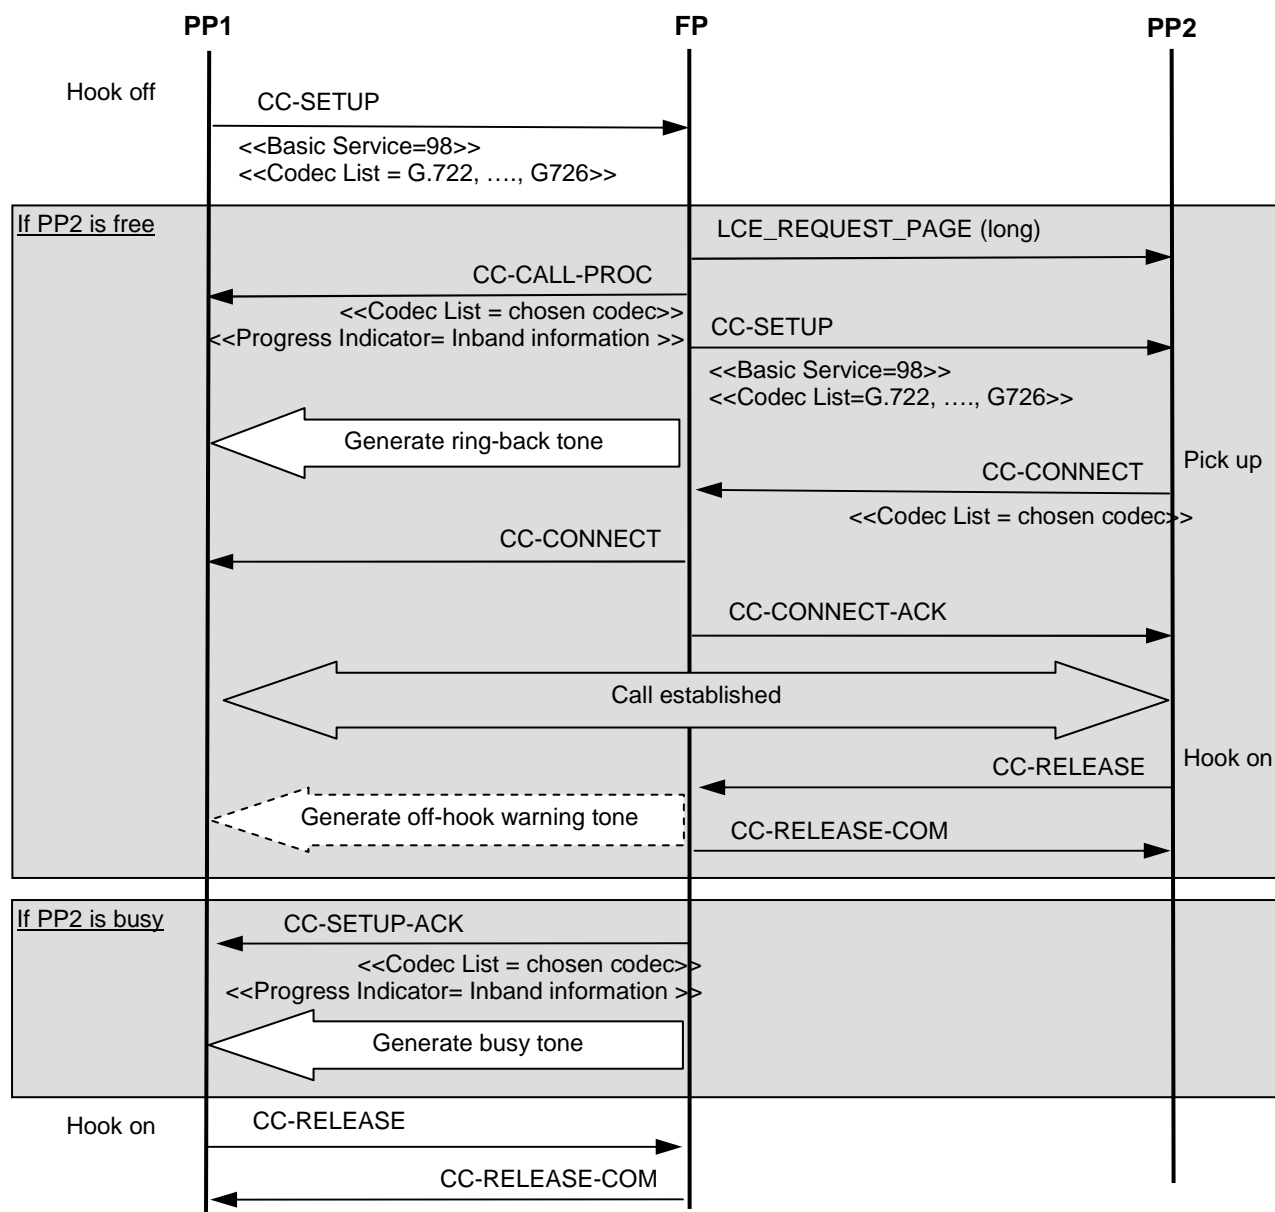 PP1
FP
PP2
Hook off
CC-SETUP
<<Basic Service=98>>
<<Codec List = G.722, …., G726>>
If PP2 is free
LCE_REQUEST_PAGE (long)
CC-CALL-PROC
<<Codec List = chosen codec>>
<<Progress Indicator= Inband information >>
CC-SETUP
<<Basic Service=98>>
<<Codec List=G.722, …., G726>>
Generate ring-back tone
Pick up
CC-CONNECT
<<Codec List = chosen codec>>
CC-CONNECT
CC-CONNECT-ACK
Call established
Hook on
CC-RELEASE
Generate off-hook warning tone
CC-RELEASE-COM
If PP2 is busy
CC-SETUP-ACK
<<Codec List = chosen codec>>
<<Progress Indicator= Inband information >>
Generate busy tone
Hook on
CC-RELEASE
CC-RELEASE-COM